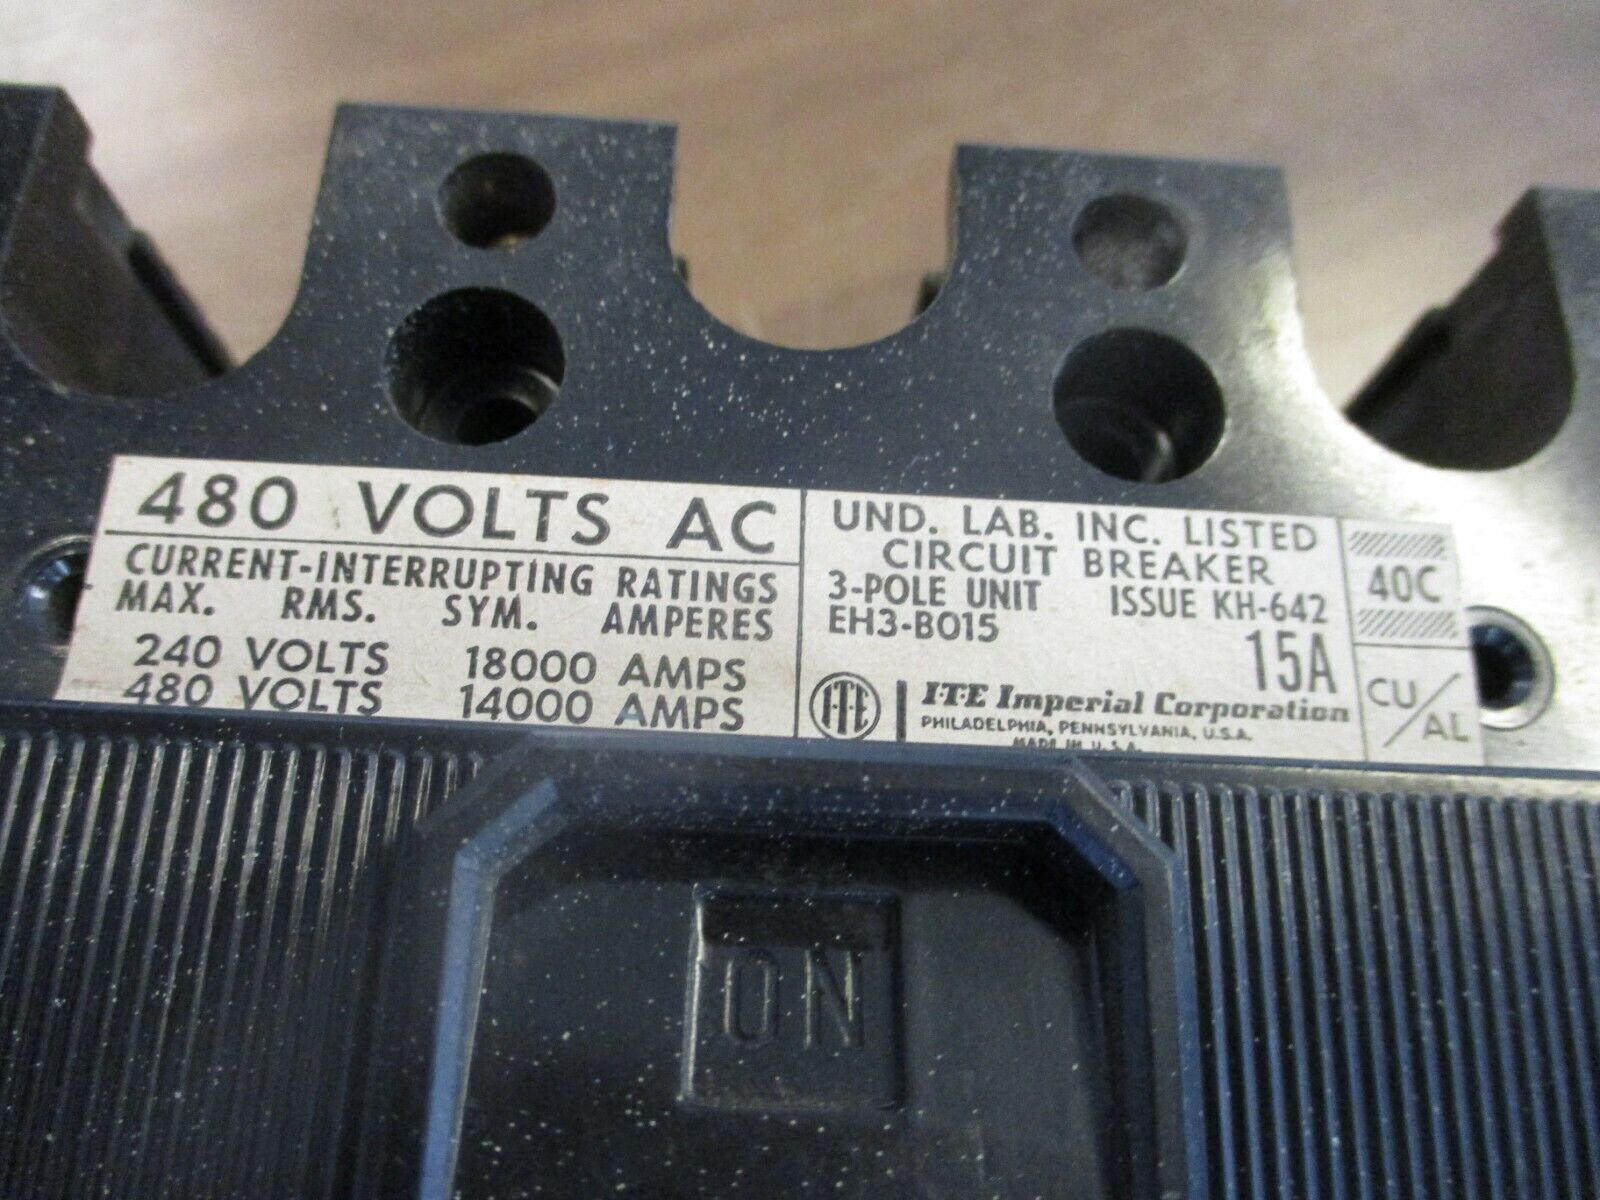 480 VOLTS AC
CURRENT-INTERRUPTING RATINGS
MAX. RMS. SYM. AMPERES
240 VOLTS 18000 AMPS
480 VOLTS 14000 AMPS
UND. LAB. INC. LISTED
CIRCUIT BREAKER
3-POLE UNIT ISSUE KH-642
EH3-B015
15A
I-T-E
I-T-E Imperial Corporation
PHILADELPHIA, PENNSYLVANIA, U.S.A.
MADE IN U.S.A.
40C
CU/AL
ON